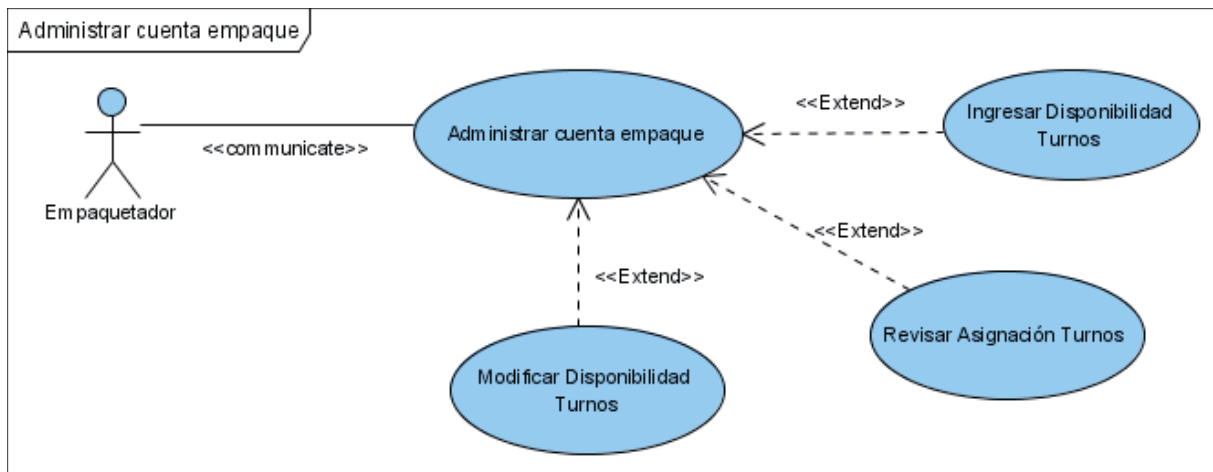 Administrar cuenta empaque
Empaquetador
<<communicate>>
Administrar cuenta empaque
<<Extend>>
Ingresar Disponibilidad
Turnos
<<Extend>>
Revisar Asignación Turnos
<<Extend>>
Modificar Disponibilidad
Turnos